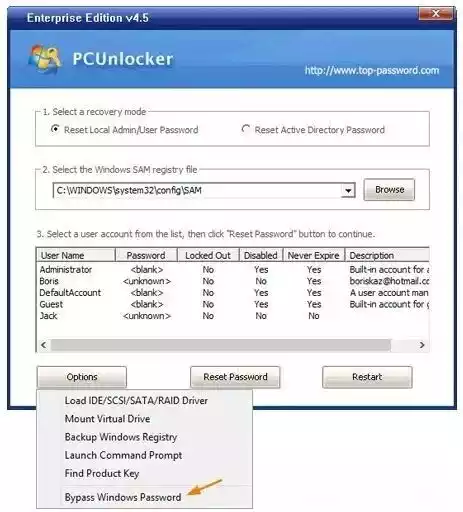 Enterprise Edition v4.5
PCUnlocker
http://www.top-password.com
1. Select a recovery mode
Reset Local Admin/User Password Reset Active Directory Password
2. Select the Windows SAM registry file
C:\WINDOWS\system32\config\SAM Browse
3. Select a user account from the list, then click "Reset Password" button to continue.
User Name Password Locked Out Disabled Never Expire Description
Administrator <blank> No Yes Yes Built-in account for a
Boris <unknown> No No Yes boriskaz@hotmail.cc
DefaultAccount <blank> No Yes Yes A user account man
Guest <blank> No Yes Yes Built-in account for g
Jack <unknown> No No No
Options Reset Password Restart
Load IDE/SCSI/SATA/RAID Driver
Mount Virtual Drive
Backup Windows Registry
Launch Command Prompt
Find Product Key
Bypass Windows Password